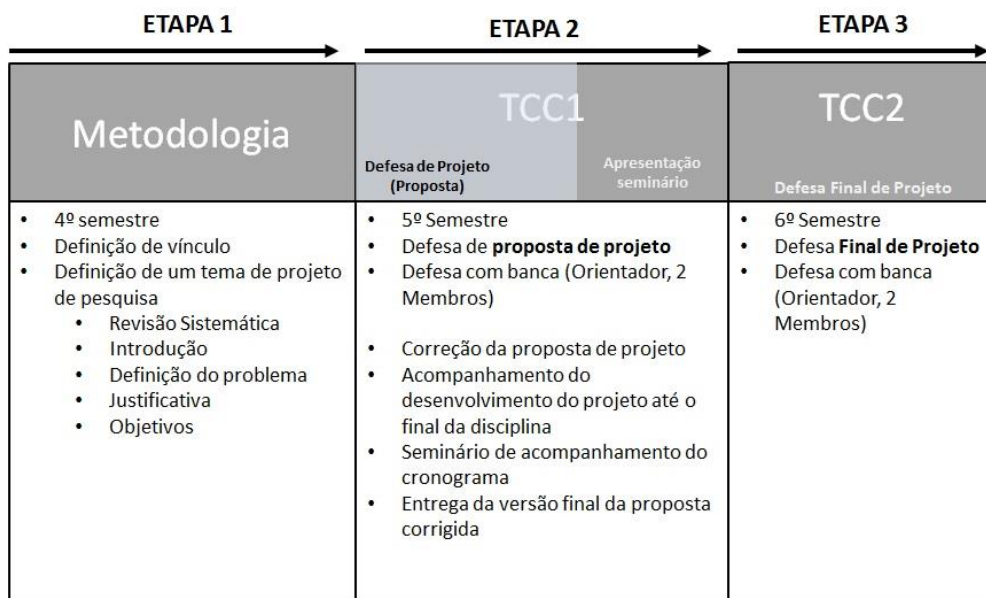 ETAPA 1
ETAPA 2
ETAPA 3
Metodologia
TCC1
Defesa de Projeto
(Proposta)
Apresentação
seminário
TCC2
Defesa Final de Projeto
• 4º semestre
• Definição de vínculo
• Definição de um tema de projeto
de pesquisa
• Revisão Sistemática
• Introdução
• Definição do problema
• Justificativa
• Objetivos
• 5º Semestre
• Defesa de proposta de projeto
• Defesa com banca (Orientador, 2
Membros)
• Correção da proposta de projeto
• Acompanhamento do
desenvolvimento do projeto até o
final da disciplina
• Seminário de acompanhamento do
cronograma
• Entrega da versão final da proposta
corrigida
• 6º Semestre
• Defesa Final de Projeto
• Defesa com banca
(Orientador, 2
Membros)